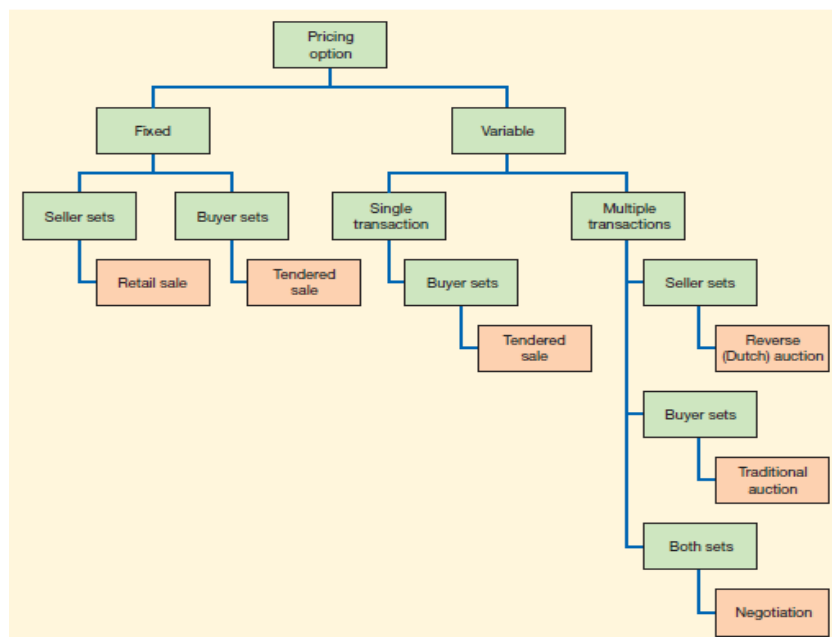 Pricing
option
Fixed
Variable
Seller sets
Buyer sets
Single
transaction
Multiple
transactions
Retail sale
Tendered
sale
Buyer sets
Seller sets
Tendered
sale
Reverse
(Dutch) auction
Buyer sets
Traditional
auction
Both sets
Negotiation